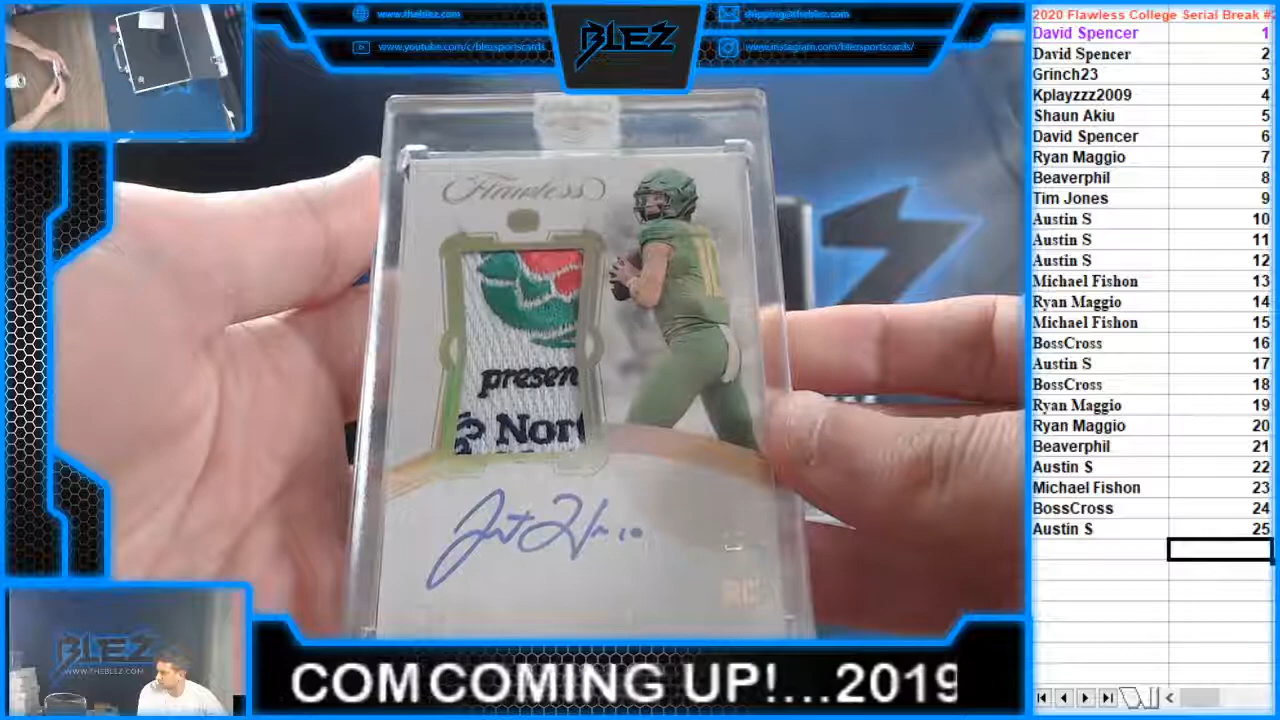 www.theblez.com
shipping@theblez.com
www.youtube.com/c/blezsportscards
BLEZ
www.instagram.com/blezsportscards/
2020 Flawless College Serial Break #
David Spencer 1
David Spencer 2
Grinch23 3
Kplayzzz2009 4
Shaun Akiu 5
David Spencer 6
Ryan Maggio 7
Beaverphil 8
Tim Jones 9
Austin S 10
Austin S 11
Austin S 12
Michael Fishon 13
Ryan Maggio 14
Michael Fishon 15
BossCross 16
Austin S 17
BossCross 18
Ryan Maggio 19
Ryan Maggio 20
Beaverphil 21
Austin S 22
Michael Fishon 23
BossCross 24
Austin S 25
Flawless
presen
Nort
10
BLEZ
WWW.THEBLEZ.COM
COMCOMING UP!...2019